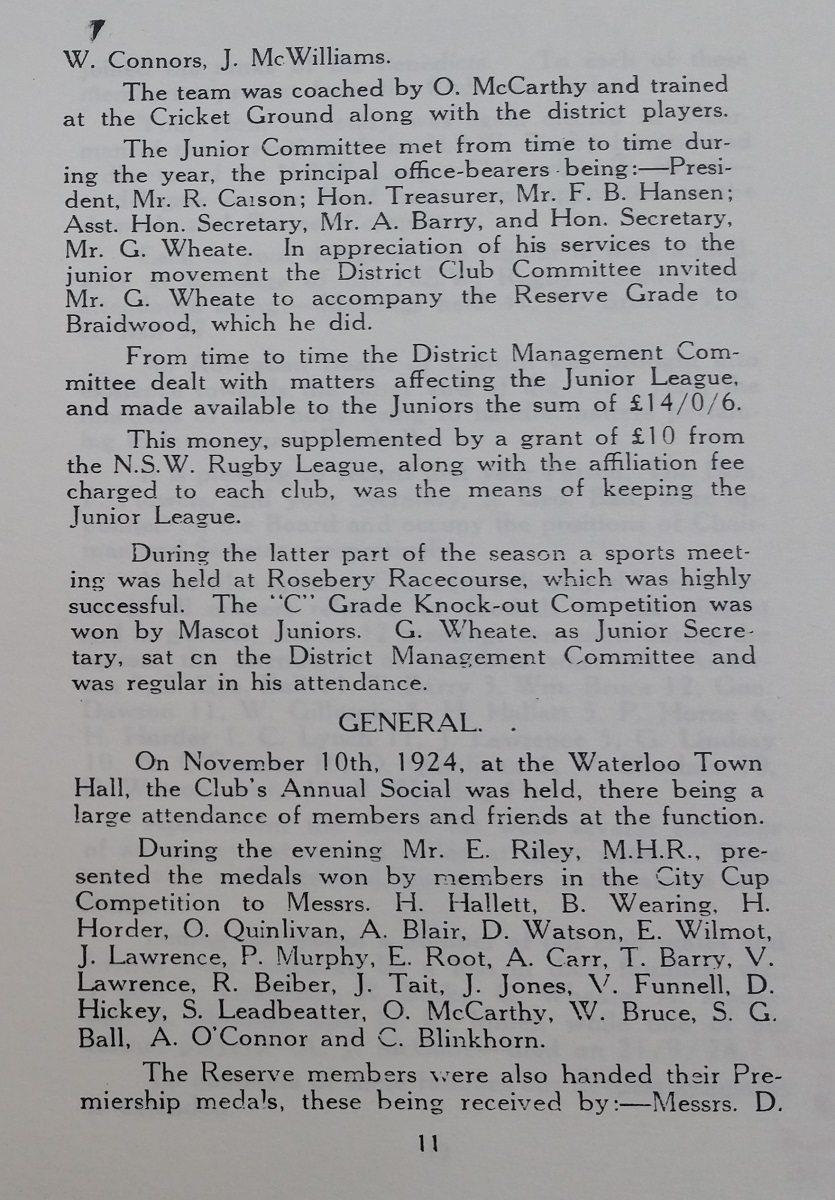 W. Connors, J. McWilliams.
The team was coached by O. McCarthy and trained
at the Cricket Ground along with the district players.
The Junior Committee met from time to time dur-
ing the year, the principal office-bearers being:—Presi-
dent, Mr. R. Carson; Hon. Treasurer, Mr. F. B. Hansen;
Asst. Hon. Secretary, Mr. A. Barry, and Hon. Secretary,
Mr. G. Wheate. In appreciation of his services to the
junior movement the District Club Committee invited
Mr. G. Wheate to accompany the Reserve Grade to
Braidwood, which he did.
From time to time the District Management Com-
mittee dealt with matters affecting the Junior League,
and made available to the Juniors the sum of £14/0/6.
This money, supplemented by a grant of £10 from
the N.S.W. Rugby League, along with the affiliation fee
charged to each club, was the means of keeping the
Junior League.
During the latter part of the season a sports meet-
ing was held at Rosebery Racecourse, which was highly
successful. The "C" Grade Knock-out Competition was
won by Mascot Juniors. G. Wheate. as Junior Secre-
tary, sat on the District Management Committee and
was regular in his attendance.
GENERAL.
On November 10th, 1924, at the Waterloo Town
Hall, the Club's Annual Social was held, there being a
large attendance of members and friends at the function.
During the evening Mr. E. Riley, M.H.R., pre-
sented the medals won by members in the City Cup
Competition to Messrs. H. Hallett, B. Wearing, H.
Horder, O. Quinlivan, A. Blair, D. Watson, E. Wilmot,
J. Lawrence, P. Murphy, E. Root, A. Carr, T. Barry, V.
Lawrence, R. Beiber, J. Tait, J. Jones, V. Funnell, D.
Hickey, S. Leadbeatter, O. McCarthy, W. Bruce, S. G.
Ball, A. O'Connor and C. Blinkhorn.
The Reserve members were also handed their Pre-
miership medals, these being received by:—Messrs. D.
11